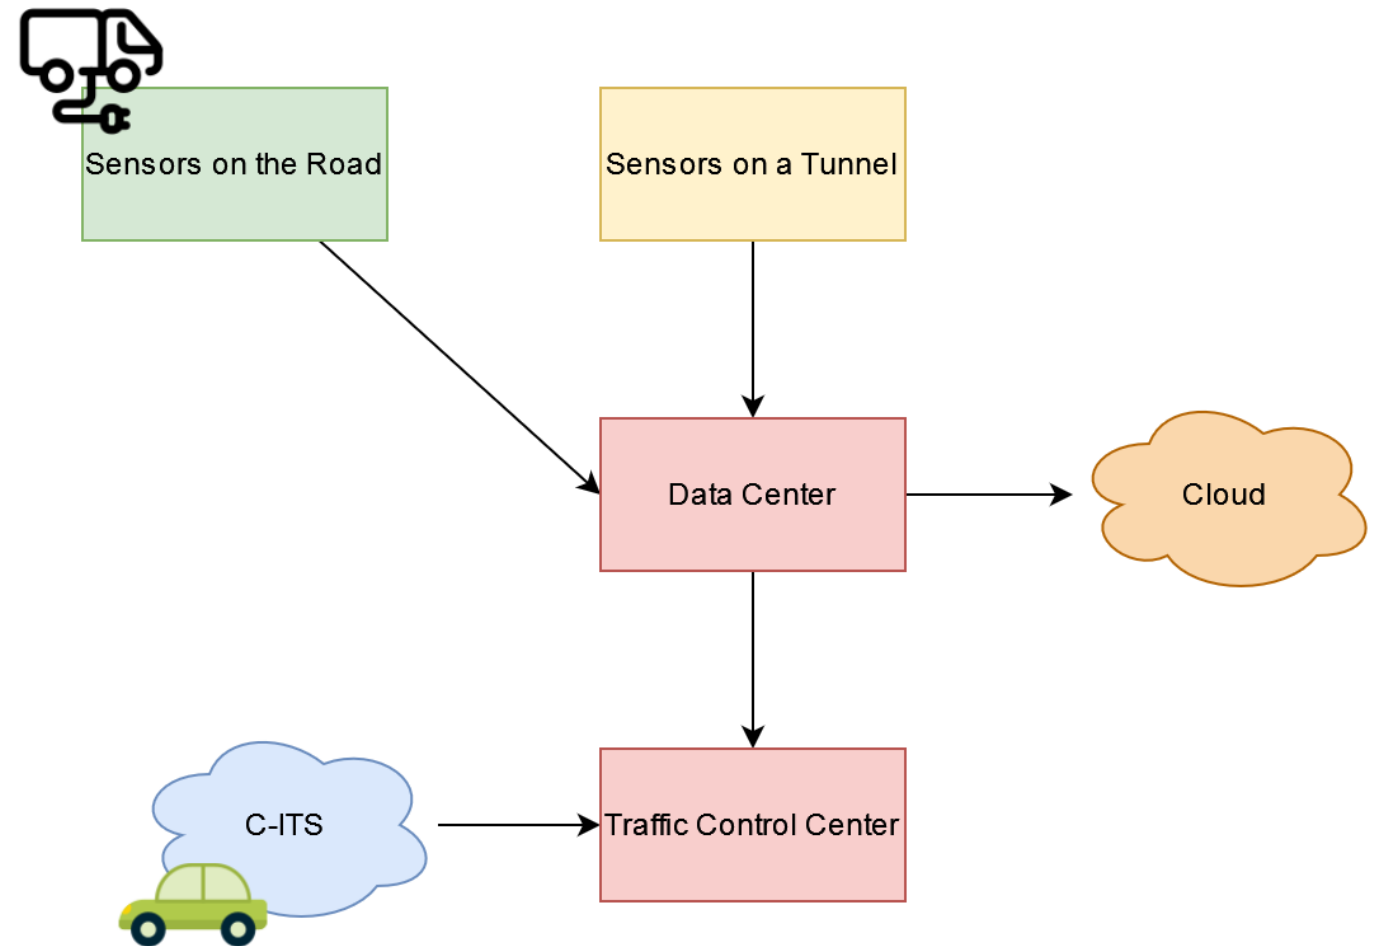 Sensors on the Road
Sensors on a Tunnel
Data Center
Cloud
C-ITS
Traffic Control Center